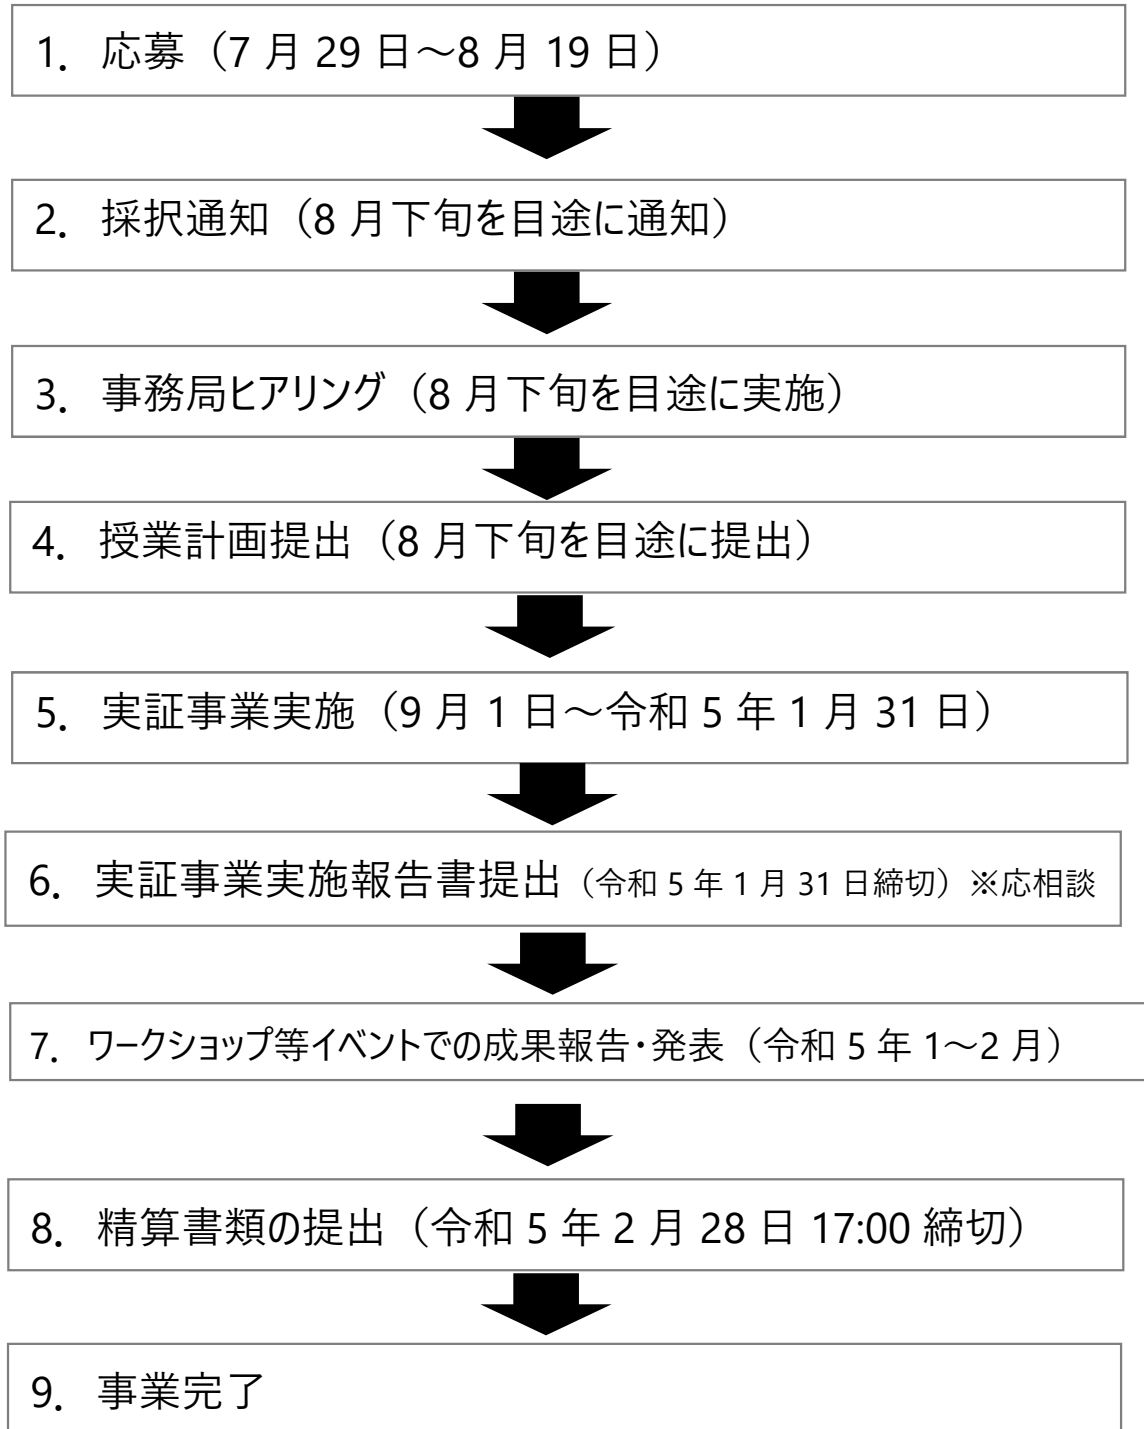 1. 応募（7 月 29 日～8 月 19 日）
2. 採択通知（8 月下旬を目途に通知）
3. 事務局ヒアリング（8 月下旬を目途に実施）
4. 授業計画提出（8 月下旬を目途に提出）
5. 実証事業実施（9 月 1 日～令和 5 年 1 月 31 日）
6. 実証事業実施報告書提出（令和 5 年 1 月 31 日締切）※応相談
7. ワークショップ等イベントでの成果報告・発表（令和 5 年 1～2 月）
8. 精算書類の提出（令和 5 年 2 月 28 日 17:00 締切）
9. 事業完了